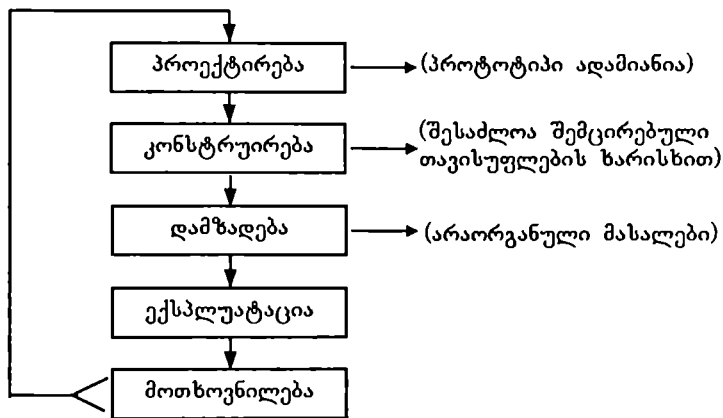 პროექტირება
(პროტოტიპი ადამიანია)
კონსტრუირება
(შესაძლოა შემცირებული
თავისუფლების ხარისხით)
დამზადება
(არაორგანული მასალები)
ექსპლუატაცია
მოთხოვნილება